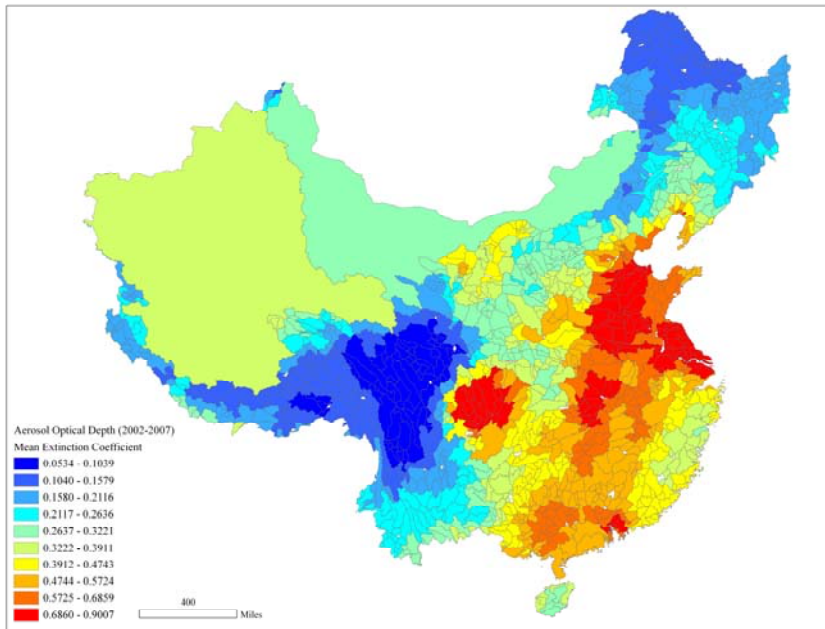 Aerosol Optical Depth (2002-2007)
Mean Extinction Coefficient
0.0534 - 0.1039
0.1040 - 0.1579
0.1580 - 0.2116
0.2117 - 0.2636
0.2637 - 0.3221
0.3222 - 0.3911
0.3912 - 0.4743
0.4744 - 0.5724
0.5725 - 0.6859
0.6860 - 0.9007
400
Miles